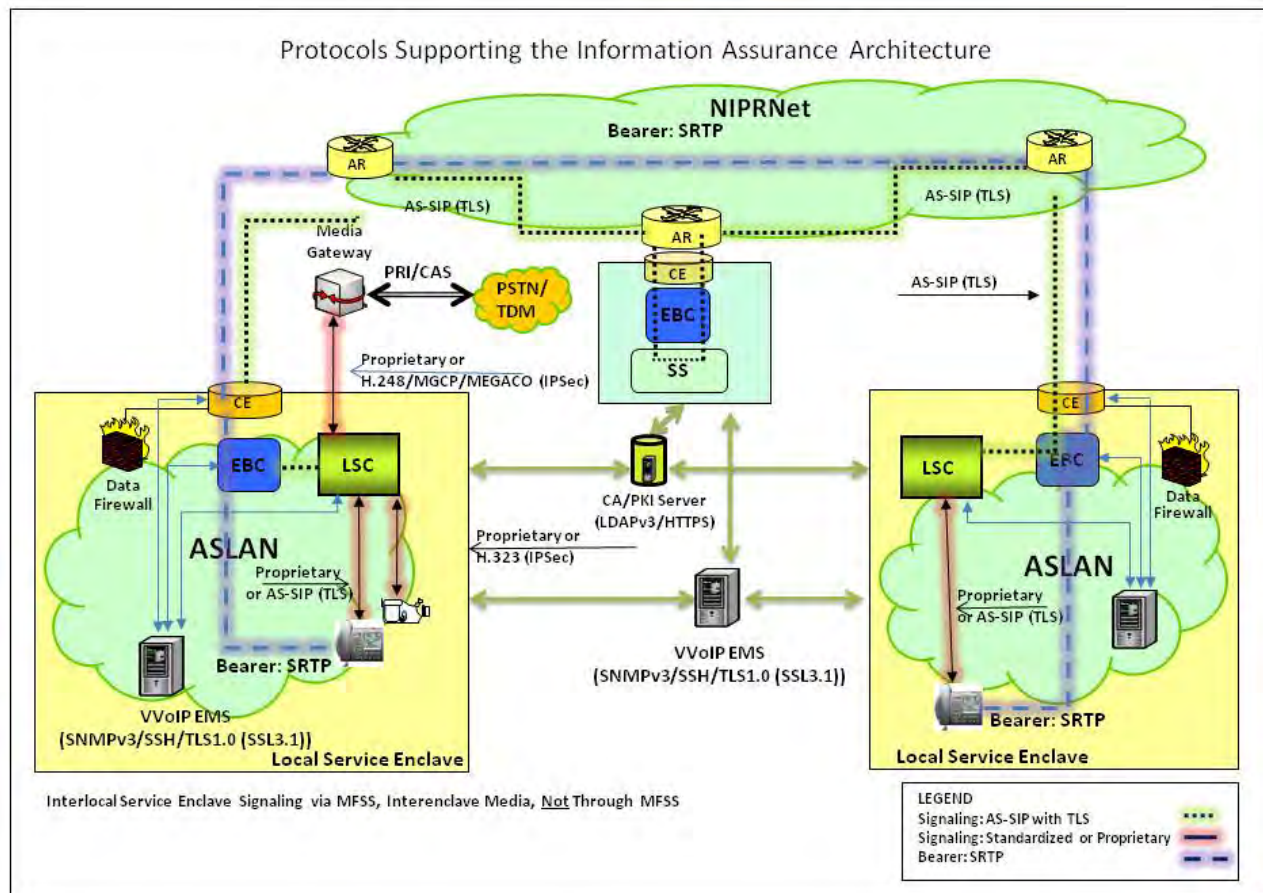 Protocols Supporting the Information Assurance Architecture
NIPRNet
Bearer: SRTP
AR
AR
AS-SIP (TLS)
AS-SIP (TLS)
AR
Media
Gateway
CE
PRI/CAS
PSTN/
TDM
EBC
AS-SIP (TLS)
SS
Proprietary or
H.248/MGCP/MEGACO (IPSec)
CE
EBC
LSC
Data
Firewall
ASLAN
Proprietary
or AS-SIP (TLS)
Bearer: SRTP
VVoIP EMS
(SNMPv3/SSH/TLS1.0 (SSL3.1))
Local Service Enclave
CA/PKI Server
(LDAPv3/HTTPS)
Proprietary or
H.323 (IPSec)
VVoIP EMS
(SNMPv3/SSH/TLS1.0 (SSL3.1))
CE
LSC
EBC
Data
Firewall
ASLAN
Proprietary
or AS-SIP (TLS)
Bearer: SRTP
Local Service Enclave
Interlocal Service Enclave Signaling via MFSS, Interenclave Media, Not Through MFSS
LEGEND
Signaling: AS-SIP with TLS
Signaling: Standardized or Proprietary
Bearer: SRTP